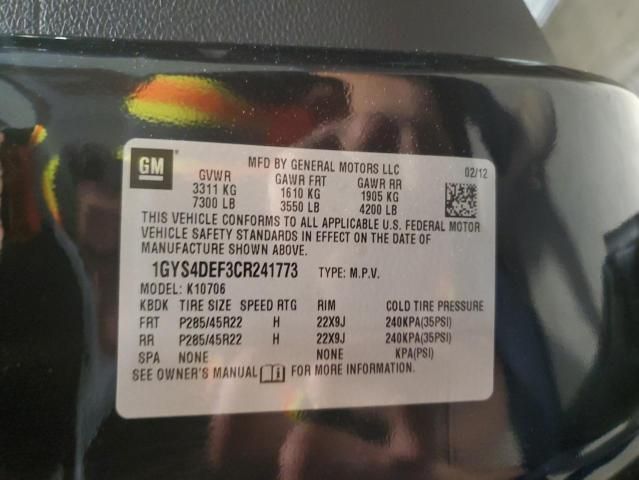 GM
MFD BY GENERAL MOTORS LLC 02/12
GVWR GAWR FRT GAWR RR
3311 KG 1610 KG 1905 KG
7300 LB 3550 LB 4200 LB
THIS VEHICLE CONFORMS TO ALL APPLICABLE U.S. FEDERAL MOTOR
VEHICLE SAFETY STANDARDS IN EFFECT ON THE DATE OF
MANUFACTURE SHOWN ABOVE.
1GYS4DEF3CR241773 TYPE: M.P.V.
MODEL: K10706
KBDK TIRE SIZE SPEED RTG RIM COLD TIRE PRESSURE
FRT P285/45R22 H 22X9J 240KPA(35PSI)
RR P285/45R22 H 22X9J 240KPA(35PSI)
SPA NONE NONE KPA(PSI)
SEE OWNER'S MANUAL FOR MORE INFORMATION.